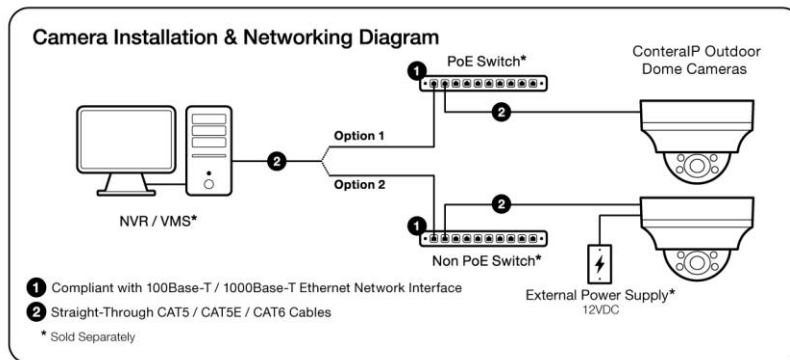 Camera Installation & Networking Diagram
PoE Switch*
ConteraIP Outdoor
Dome Cameras
1
2
Option 1
2
Option 2
2
NVR / VMS*
1
Non PoE Switch*
External Power Supply*
12VDC
1 Compliant with 100Base-T / 1000Base-T Ethernet Network Interface
2 Straight-Through CAT5 / CAT5E / CAT6 Cables
* Sold Separately